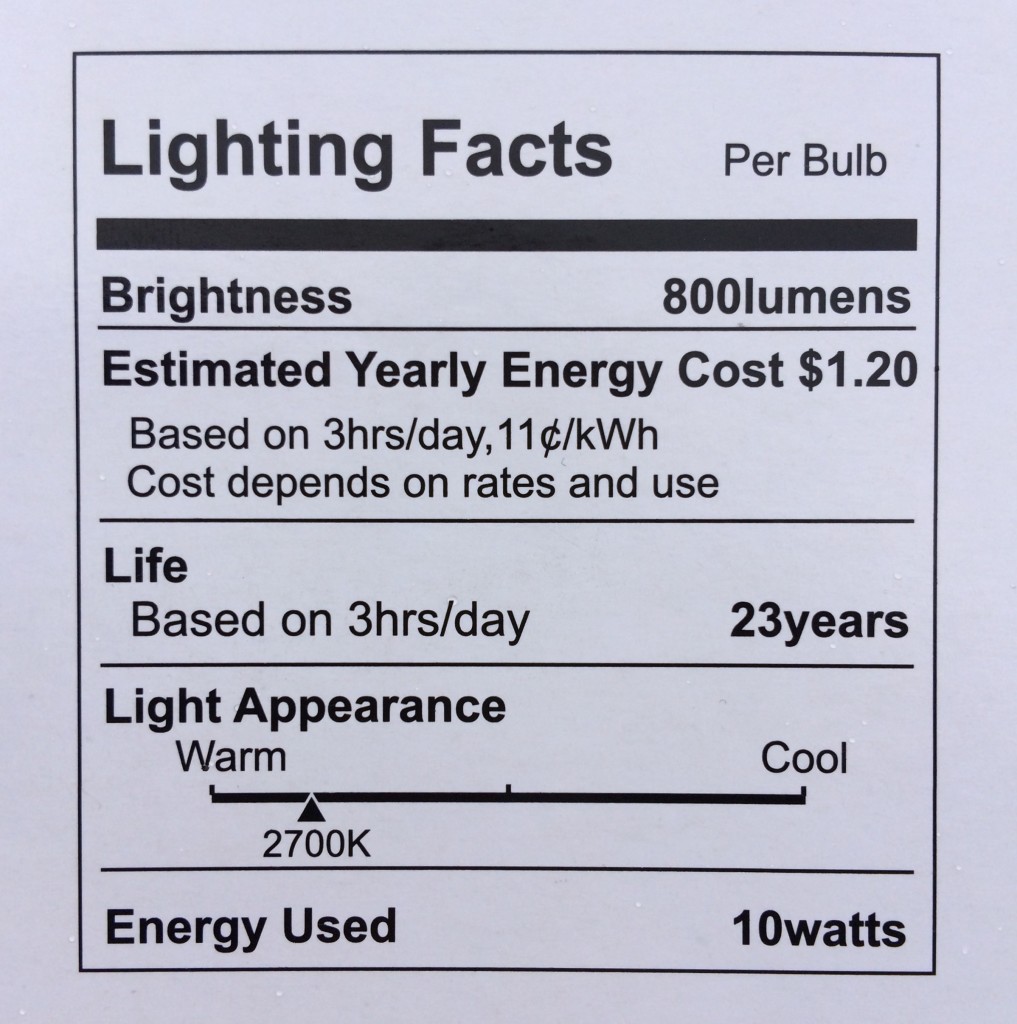 Lighting Facts Per Bulb
Brightness 800lumens
Estimated Yearly Energy Cost $1.20
Based on 3hrs/day,11¢/kWh
Cost depends on rates and use
Life
Based on 3hrs/day 23years
Light Appearance
Warm Cool
2700K
Energy Used 10watts